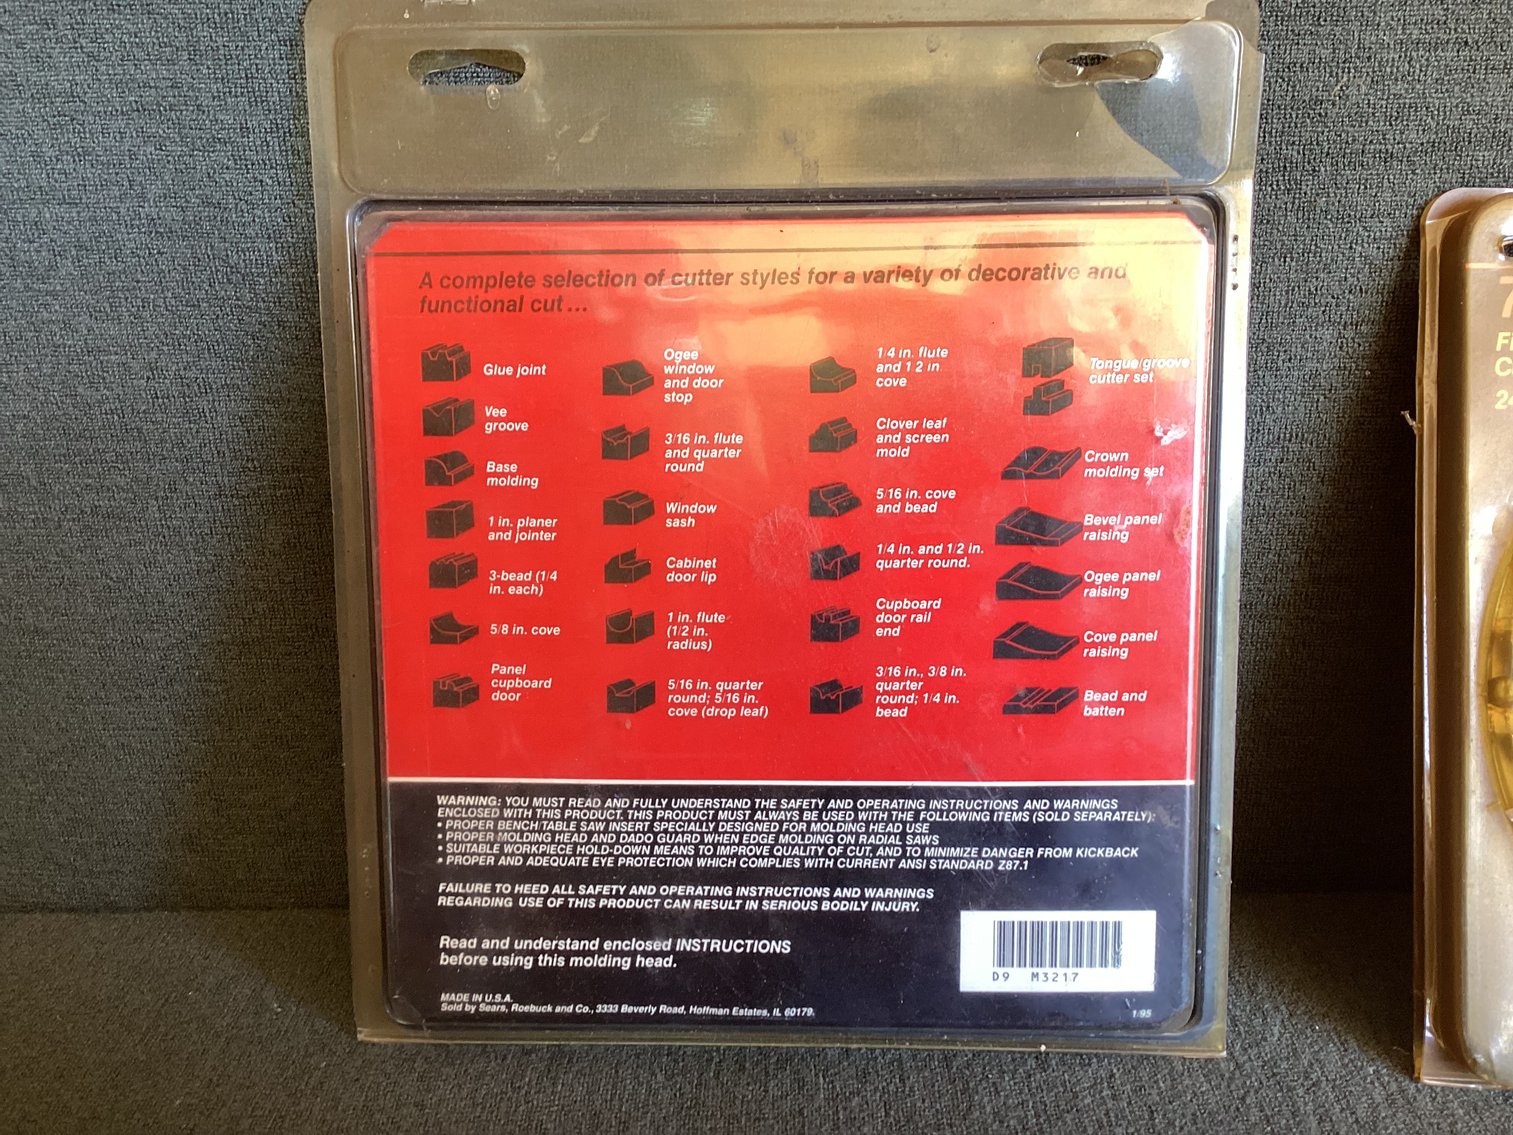 A complete selection of cutter styles for a variety of decorative and
functional cut...
Glue joint
Vee
groove
Base
molding
1 in. planer
and jointer
3-bead (1/4
in. each)
5/8 in. cove
Panel
cupboard
door
Ogee
window
and door
stop
3/16 in. flute
and quarter
round
Window
sash
Cabinet
door lip
1 in. flute
(1/2 in.
radius)
5/16 in. quarter
round; 5/16 in.
cove (drop leaf)
1/4 in. flute
and 1/2 in
cove
Clover leaf
and screen
mold
5/16 in. cove
and bead
1/4 in. and 1/2 in.
quarter round.
Cupboard
door rail
end
3/16 in., 3/8 in.
quarter
round; 1/4 in.
bead
Tongue/groove
cutter set
Crown
molding set
Bevel panel
raising
Ogee panel
raising
Cove panel
raising
Bead and
batten
WARNING: YOU MUST READ AND FULLY UNDERSTAND THE SAFETY AND OPERATING INSTRUCTIONS AND WARNINGS
ENCLOSED WITH THIS PRODUCT. THIS PRODUCT MUST ALWAYS BE USED WITH THE FOLLOWING ITEMS (SOLD SEPARATELY):
• PROPER BENCH/TABLE SAW INSERT SPECIALLY DESIGNED FOR MOLDING HEAD USE
• PROPER MOLDING HEAD AND DADO GUARD WHEN EDGE MOLDING ON RADIAL SAWS
• SUITABLE WORKPIECE HOLD-DOWN MEANS TO IMPROVE QUALITY OF CUT, AND TO MINIMIZE DANGER FROM KICKBACK
• PROPER AND ADEQUATE EYE PROTECTION WHICH COMPLIES WITH CURRENT ANSI STANDARD Z87.1
FAILURE TO HEED ALL SAFETY AND OPERATING INSTRUCTIONS AND WARNINGS
REGARDING USE OF THIS PRODUCT CAN RESULT IN SERIOUS BODILY INJURY.
Read and understand enclosed INSTRUCTIONS
before using this molding head.
D9 M3217
MADE IN U.S.A.
Sold by Sears, Roebuck and Co., 3333 Beverly Road, Hoffman Estates, IL 60179.
1/95